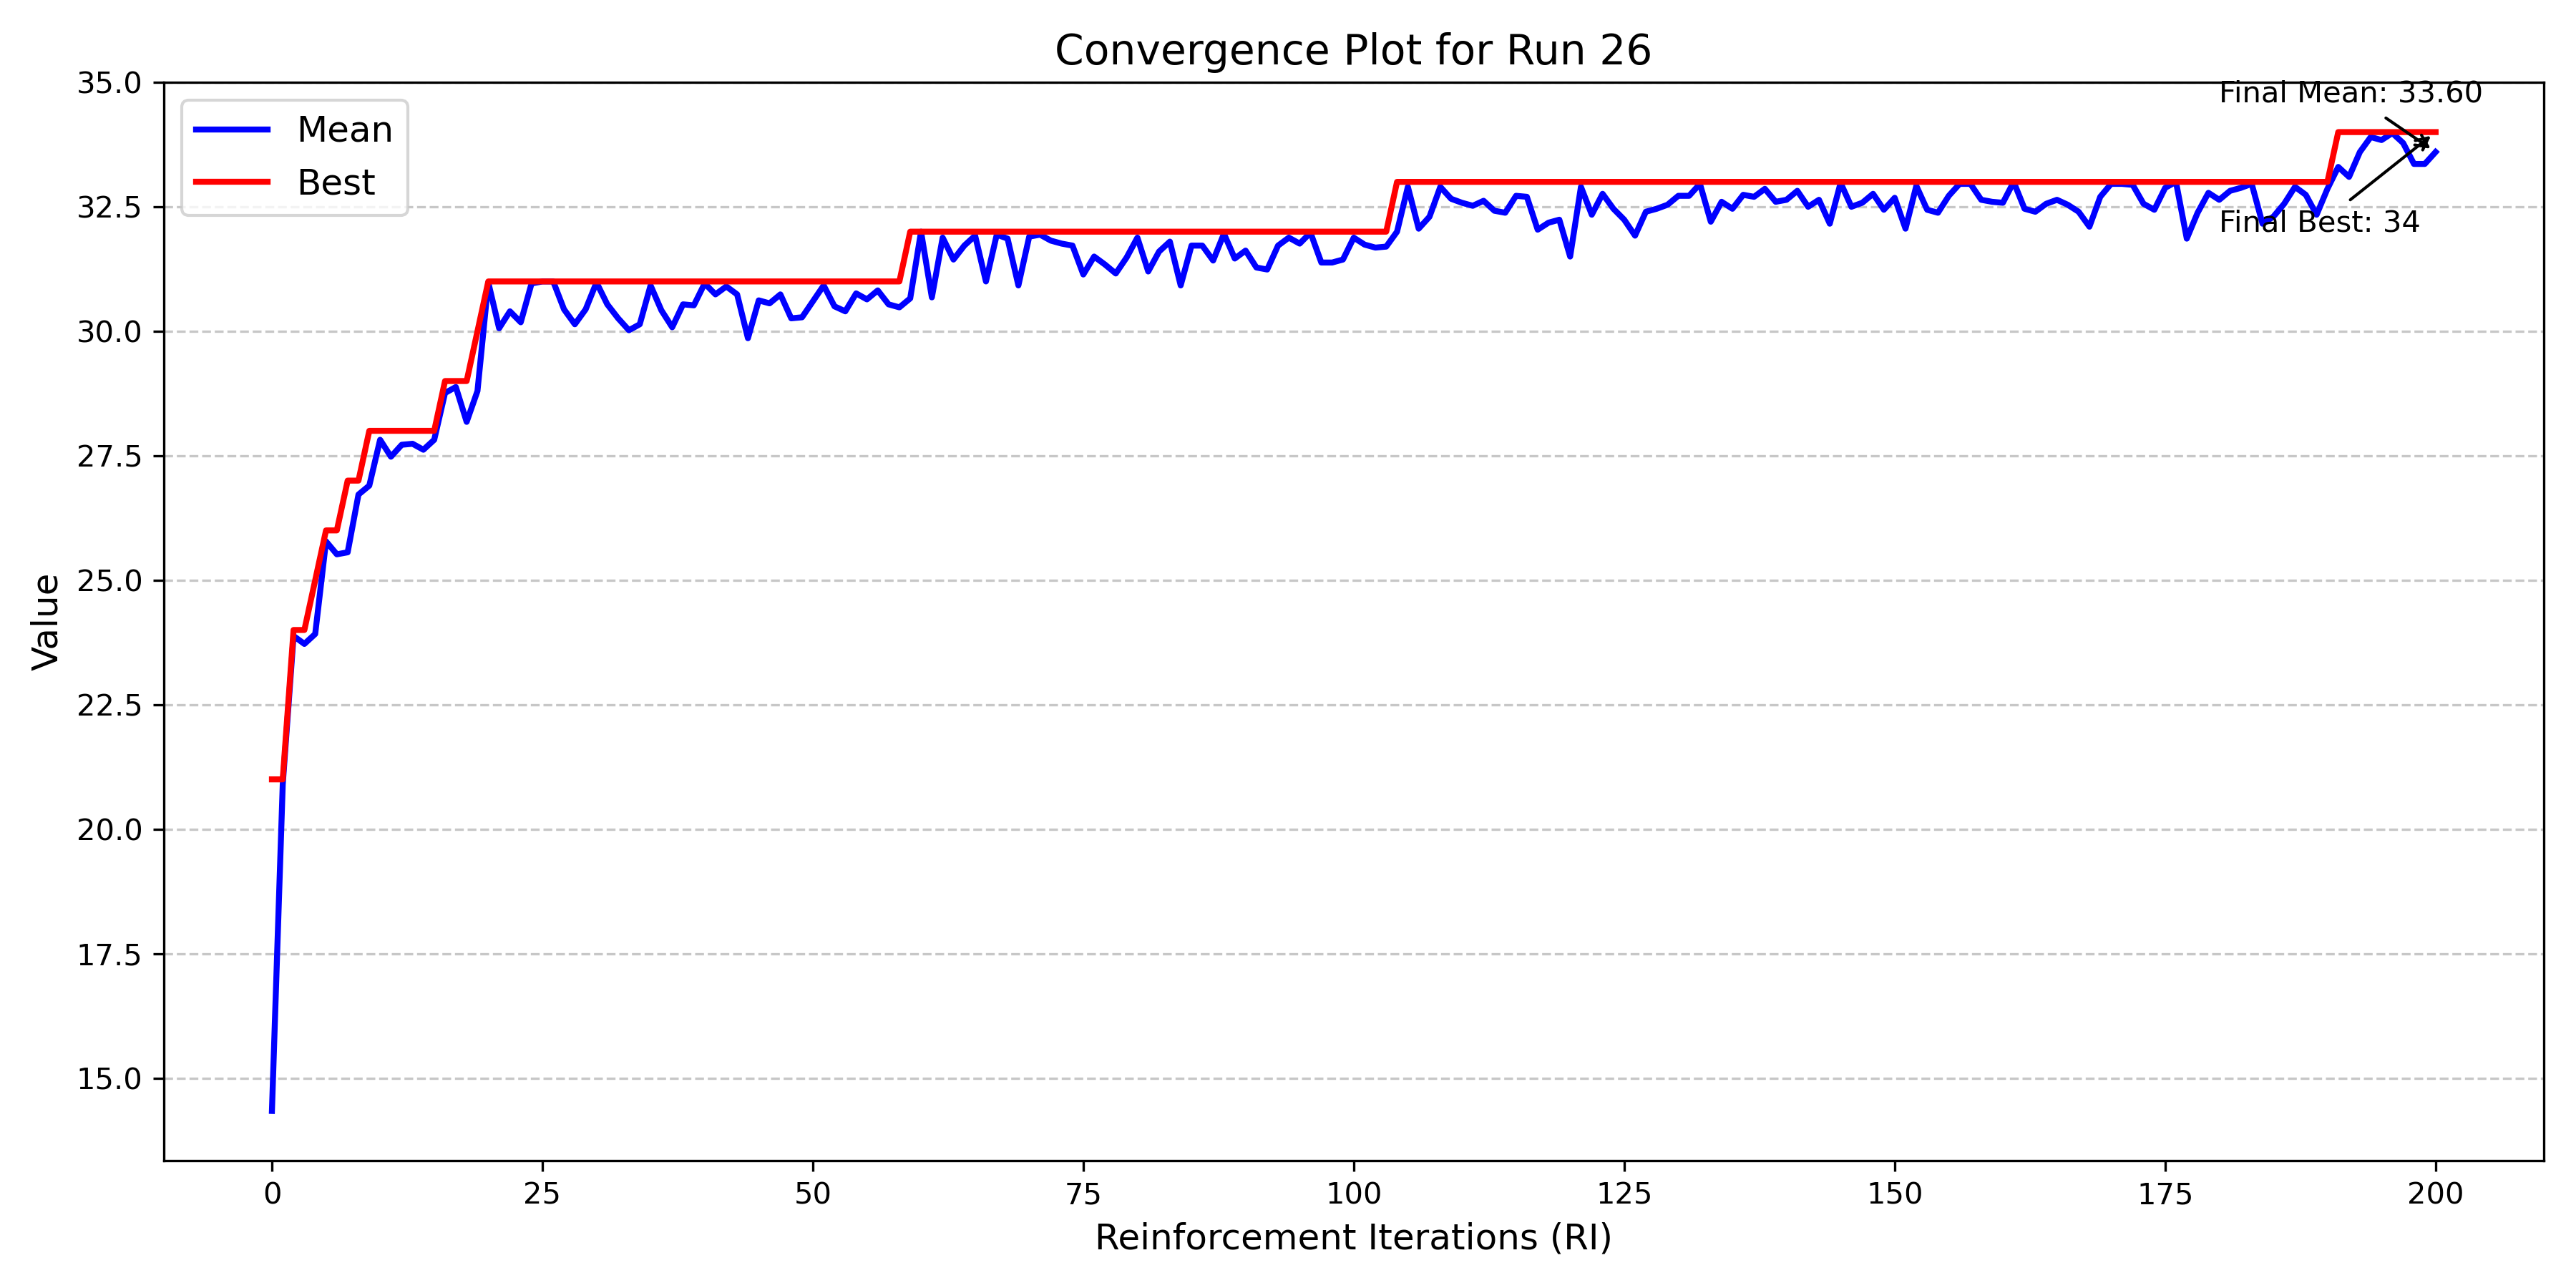 Convergence Plot for Run 26
Mean
Best
Final Mean: 33.60
Final Best: 34
Value
35.0
32.5
30.0
27.5
25.0
22.5
20.0
17.5
15.0
0 25 50 75 100 125 150 175 200
Reinforcement Iterations (RI)